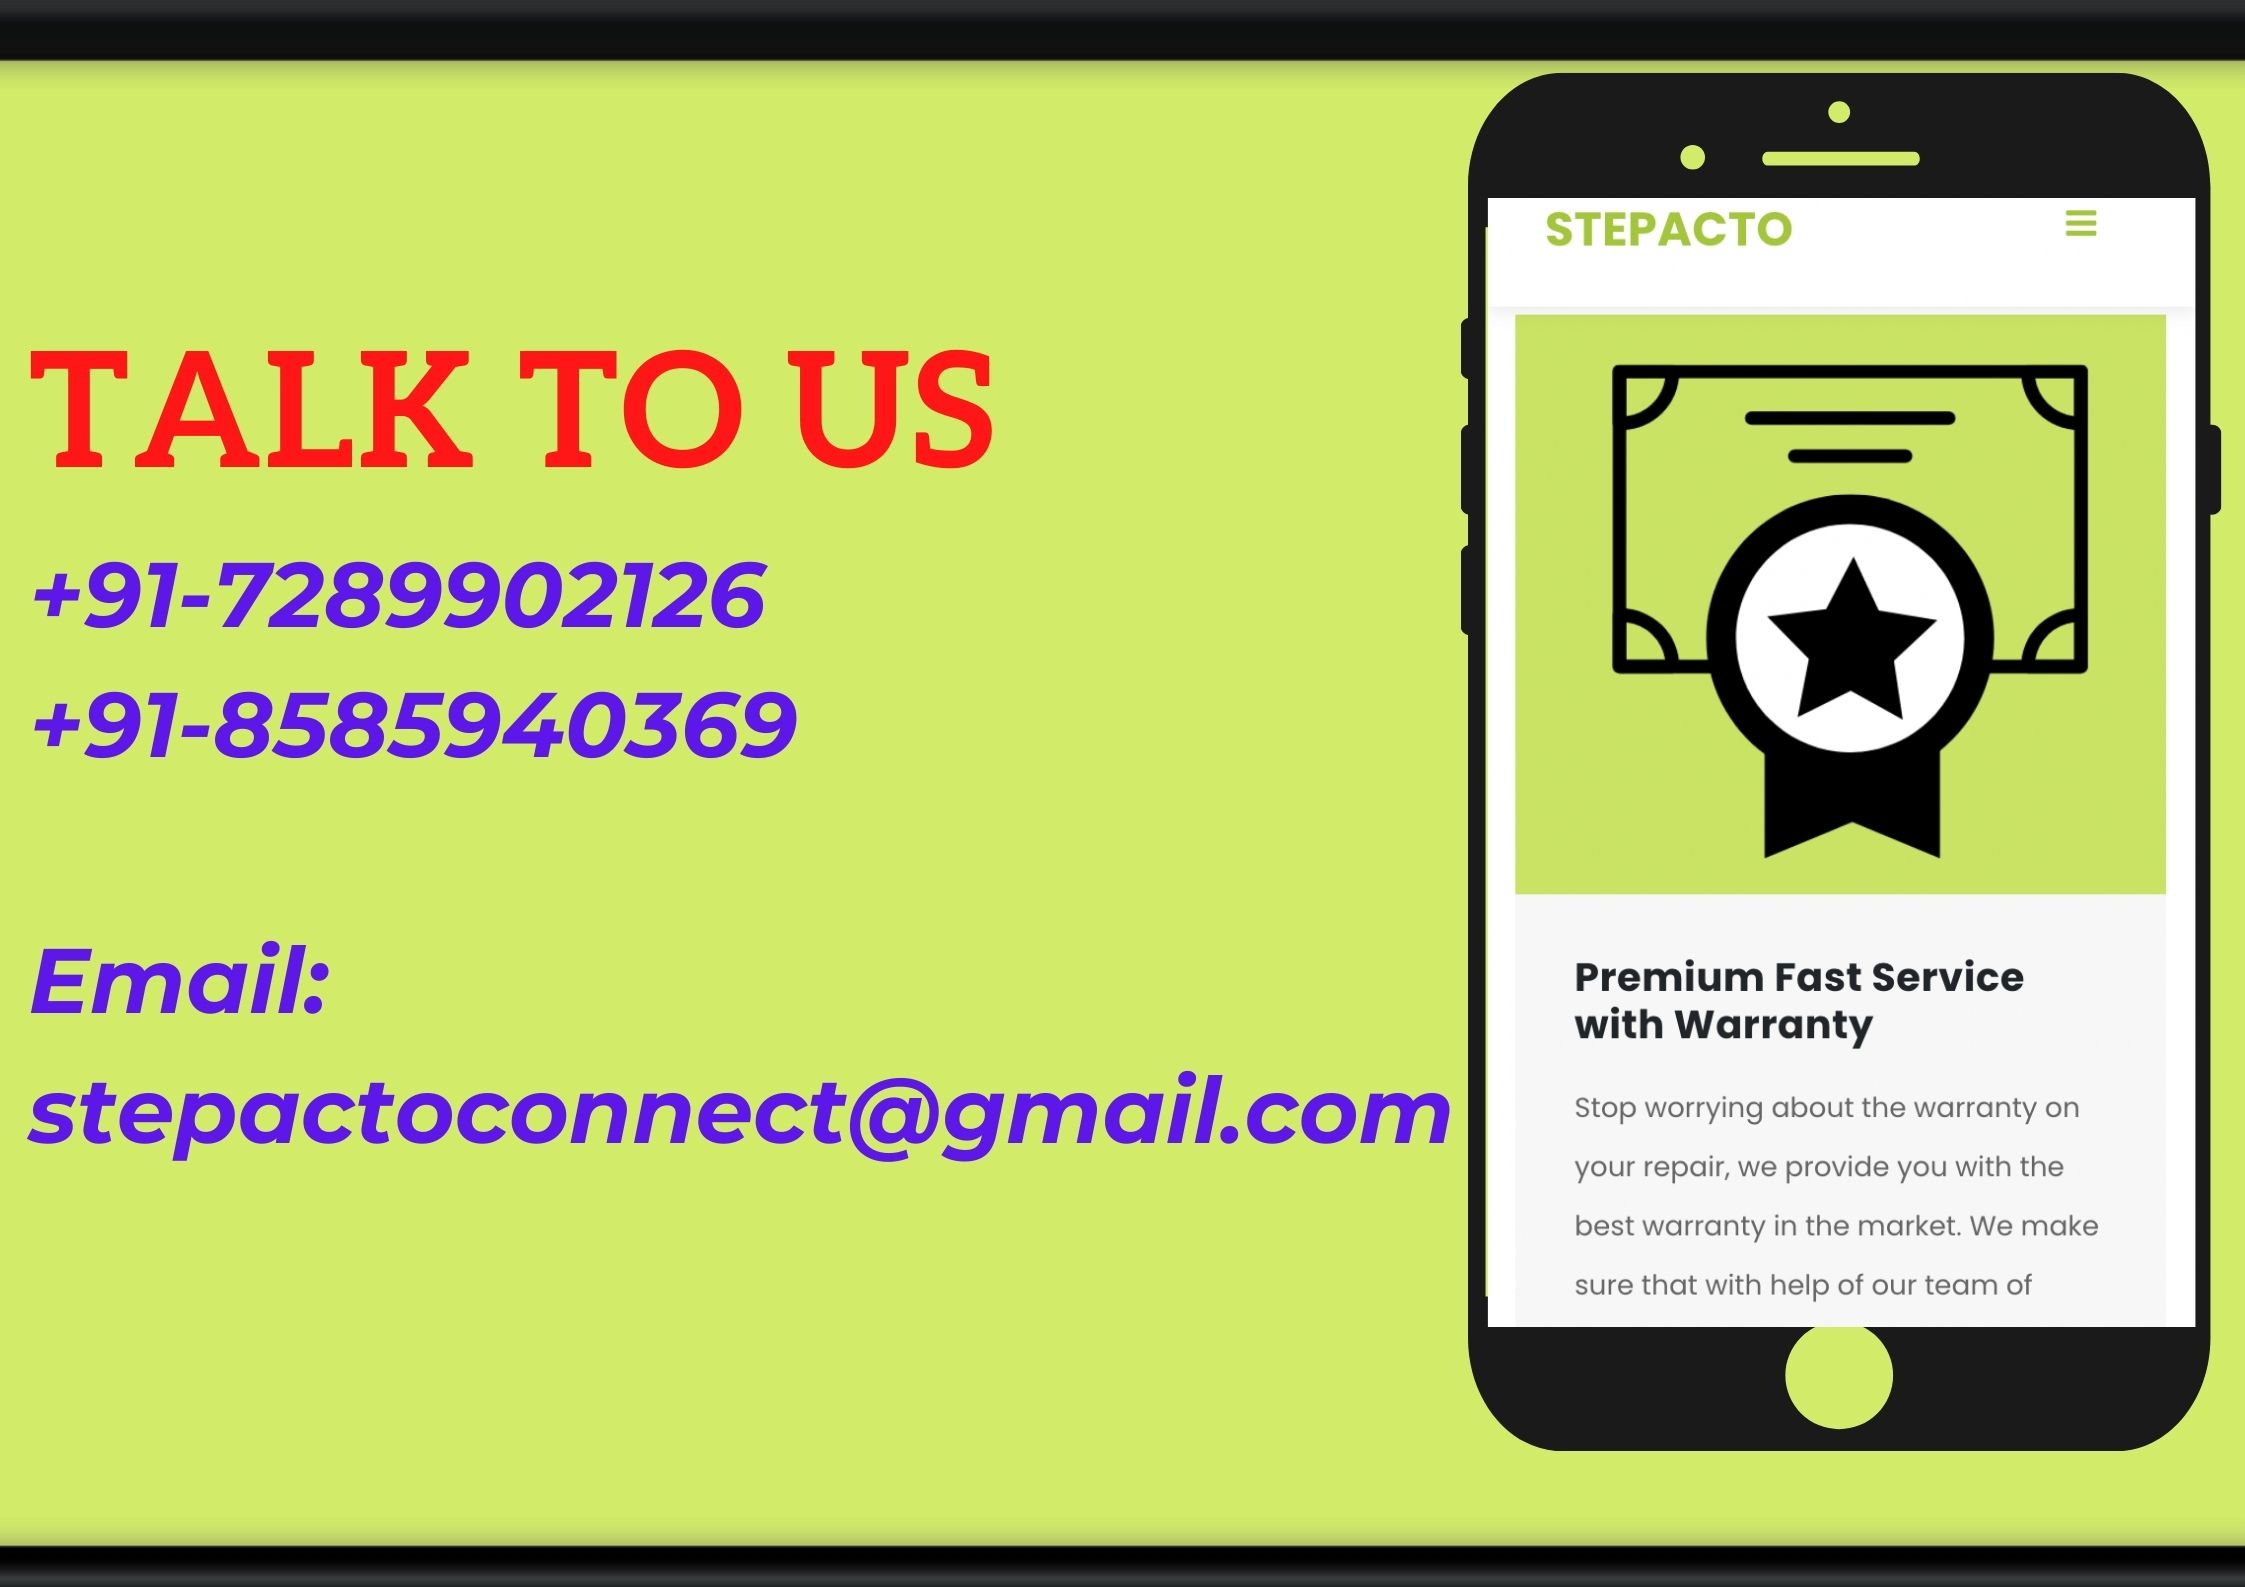 TALK TO US
+91-7289902126
+91-8585940369
Email:
stepactoconnect@gmail.com
STEPACTO
Premium Fast Service
with Warranty
Stop worrying about the warranty on
your repair, we provide you with the
best warranty in the market. We make
sure that with help of our team of